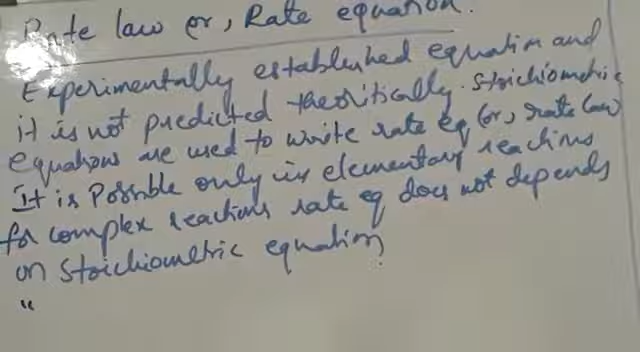 Rate law or, Rate equation.
Experimentally established equation and
it is not predicted theoritically. Stoichiometric
equations are used to write rate eq (or, rate law)
It is Possible only in elementary reactions
for complex reactions rate eq does not depends
on stoichiometric equation
"